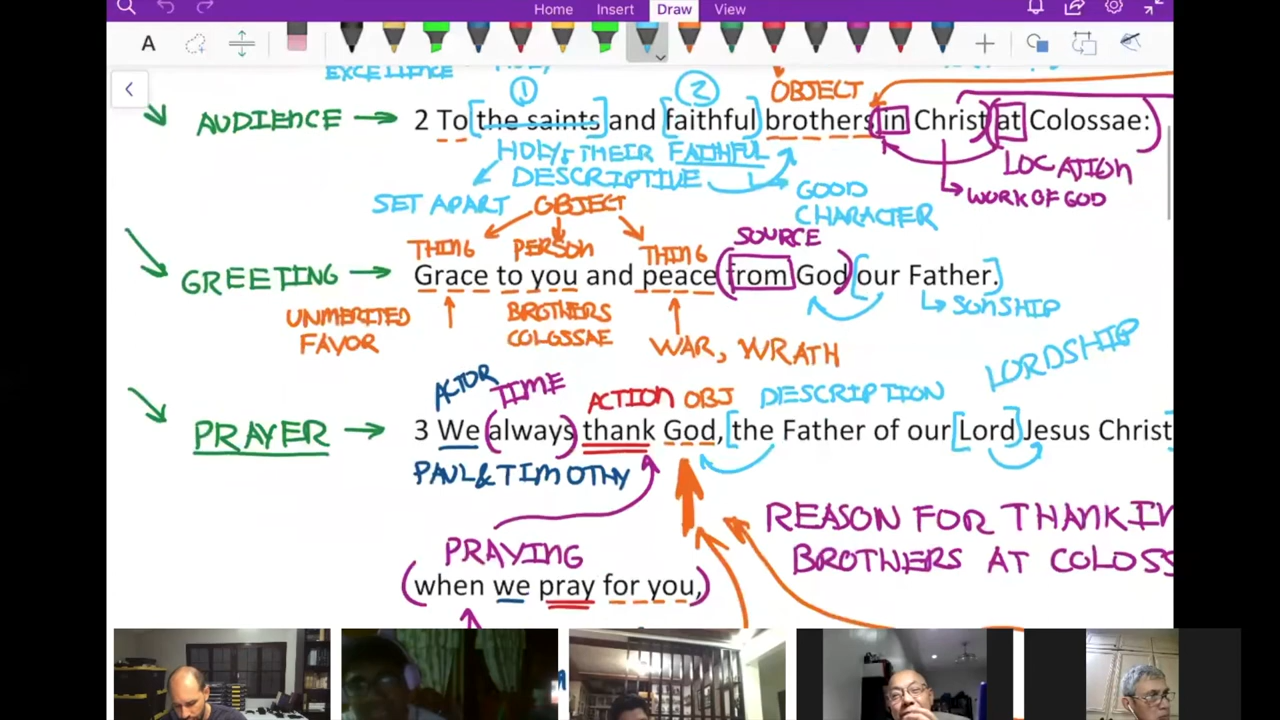 Home Insert Draw View
A
EXCELLENCE
① ② OBJECT
AUDIENCE → 2 To [the saints] and [faithful] brothers (in Christ) (at Colossae:)
HOLY & THEIR FAITHFUL LOCATION
DESCRIPTIVE GOOD WORK OF GOD
SET APART OBJECT CHARACTER
THING PERSON THING SOURCE
GREETING → Grace to you and peace (from God) [our Father.]
UNMERITED BROTHERS SONSHIP
FAVOR COLOSSAE WAR, WRATH
LORDSHIP
ACTOR TIME ACTION OBJ DESCRIPTION
PRAYER → 3 We (always) thank God, [the Father of our [Lord] Jesus Christ
PAUL & TIMOTHY
REASON FOR THANKIN
PRAYING BROTHERS AT COLOSS
(when we pray for you,)